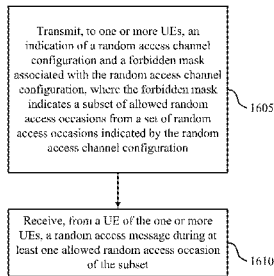 Transmit, to one or more UEs, an
indication of a random access channel
configuration and a forbidden mask
associated with the random access channel
configuration, where the forbidden mask
indicates a subset of allowed random
access occasions from a set of random
access occasions indicated by the random
access channel configuration
1605
Receive, from a UE of the one or more
UEs, a random access message during at
least one allowed random access occasion
of the subset
1610